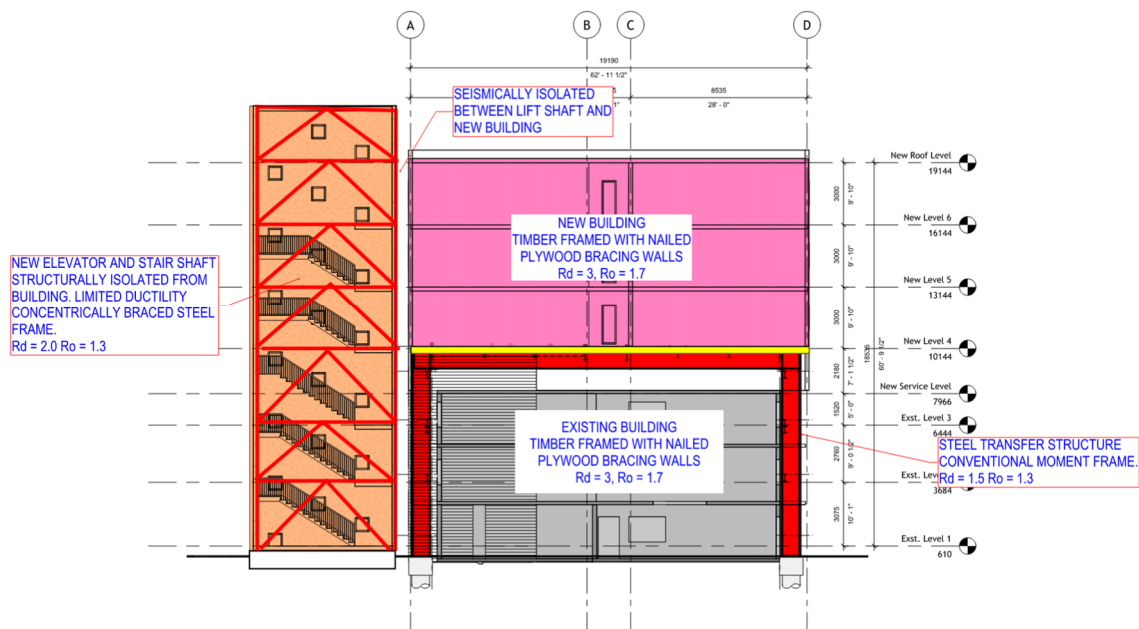 A
B
C
D
19190
62' - 11 1/2"
8535
28' - 0"
SEISMICALLY ISOLATED
BETWEEN LIFT SHAFT AND
NEW BUILDING
NEW BUILDING
TIMBER FRAMED WITH NAILED
PLYWOOD BRACING WALLS
Rd = 3, Ro = 1.7
NEW ELEVATOR AND STAIR SHAFT
STRUCTURALLY ISOLATED FROM
BUILDING. LIMITED DUCTILITY
CONCENTRICALLY BRACED STEEL
FRAME.
Rd = 2.0 Ro = 1.3
EXISTING BUILDING
TIMBER FRAMED WITH NAILED
PLYWOOD BRACING WALLS
Rd = 3, Ro = 1.7
STEEL TRANSFER STRUCTURE
CONVENTIONAL MOMENT FRAME.
Rd = 1.5 Ro = 1.3
3000
9' - 10"
3000
9' - 10"
3000
9' - 10"
2180
7' - 1 1/2"
1520
5' - 0"
2760
9' - 0 1/2"
3075
10' - 1"
18535
60' - 9 1/2"
New Roof Level
19144
New Level 6
16144
New Level 5
13144
New Level 4
10144
New Service Level
7966
Exst. Level 3
6444
3684
Exst. Level 1
610